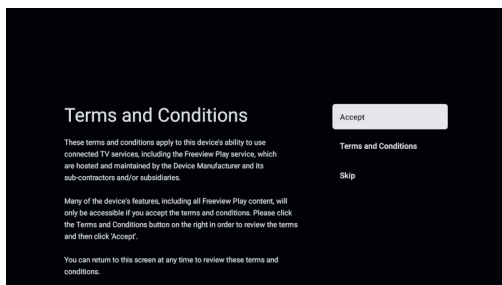 Terms and Conditions
These terms and conditions apply to this device's ability to use
connected TV services, including the Freeview Play service, which
are hosted and maintained by the Device Manufacturer and its
sub-contractors and/or subsidiaries.
Many of the device's features, including all Freeview Play content, will
only be accessible if you accept the terms and conditions. Please click
the Terms and Conditions button on the right in order to review the terms
and then click 'Accept'.
You can return to this screen at any time to review these terms and
conditions.
Accept
Terms and Conditions
Skip